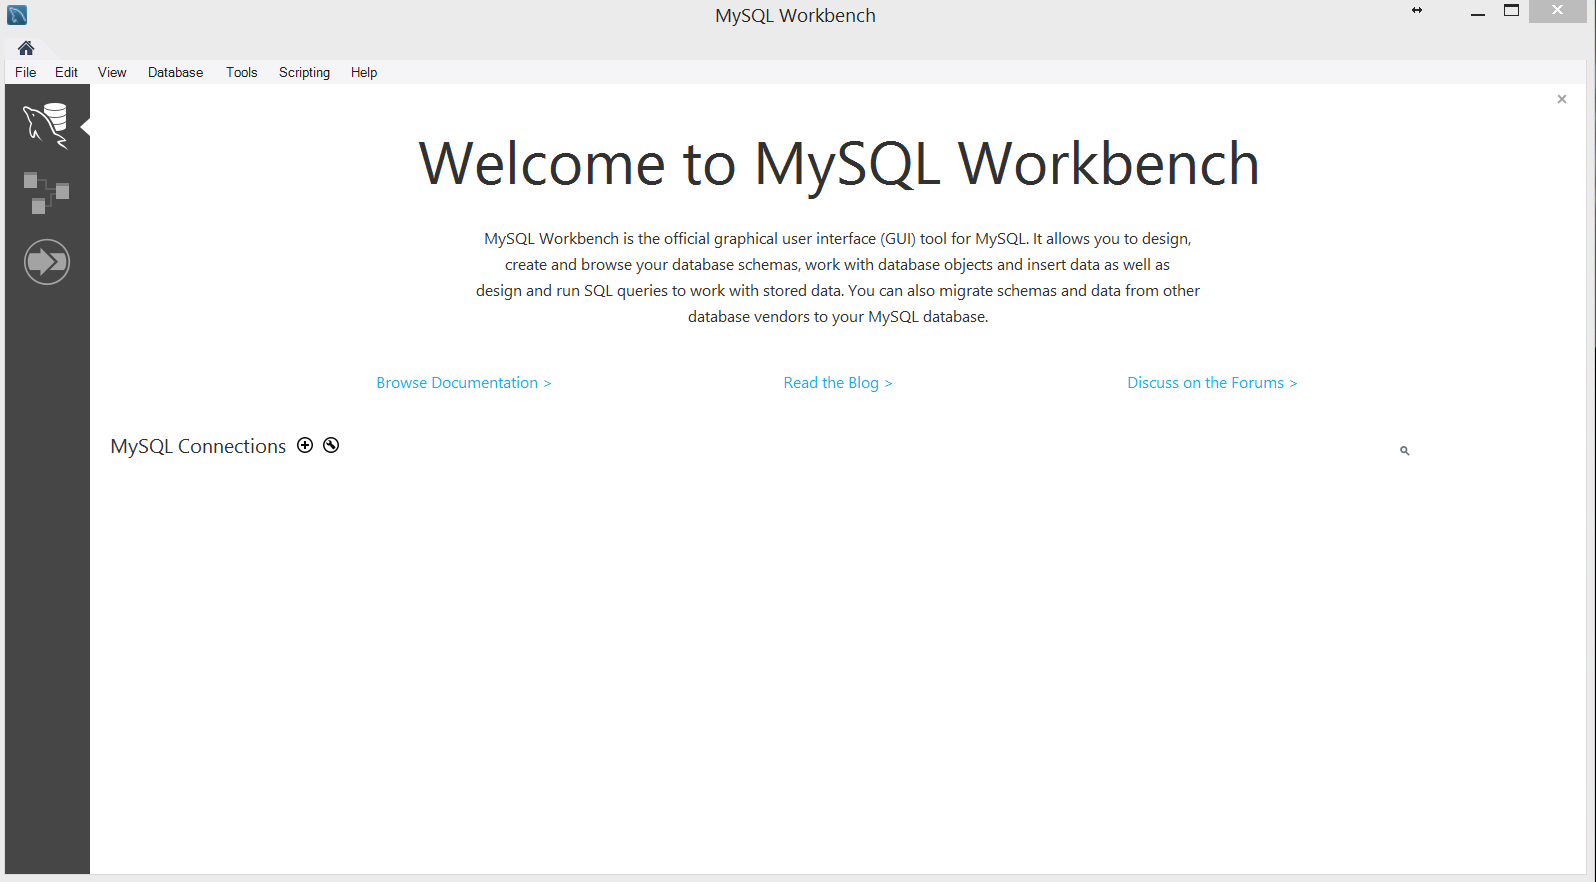 MySQL Workbench
File Edit View Database Tools Scripting Help
Welcome to MySQL Workbench
MySQL Workbench is the official graphical user interface (GUI) tool for MySQL. It allows you to design,
create and browse your database schemas, work with database objects and insert data as well as
design and run SQL queries to work with stored data. You can also migrate schemas and data from other
database vendors to your MySQL database.
Browse Documentation > Read the Blog > Discuss on the Forums >
MySQL Connections